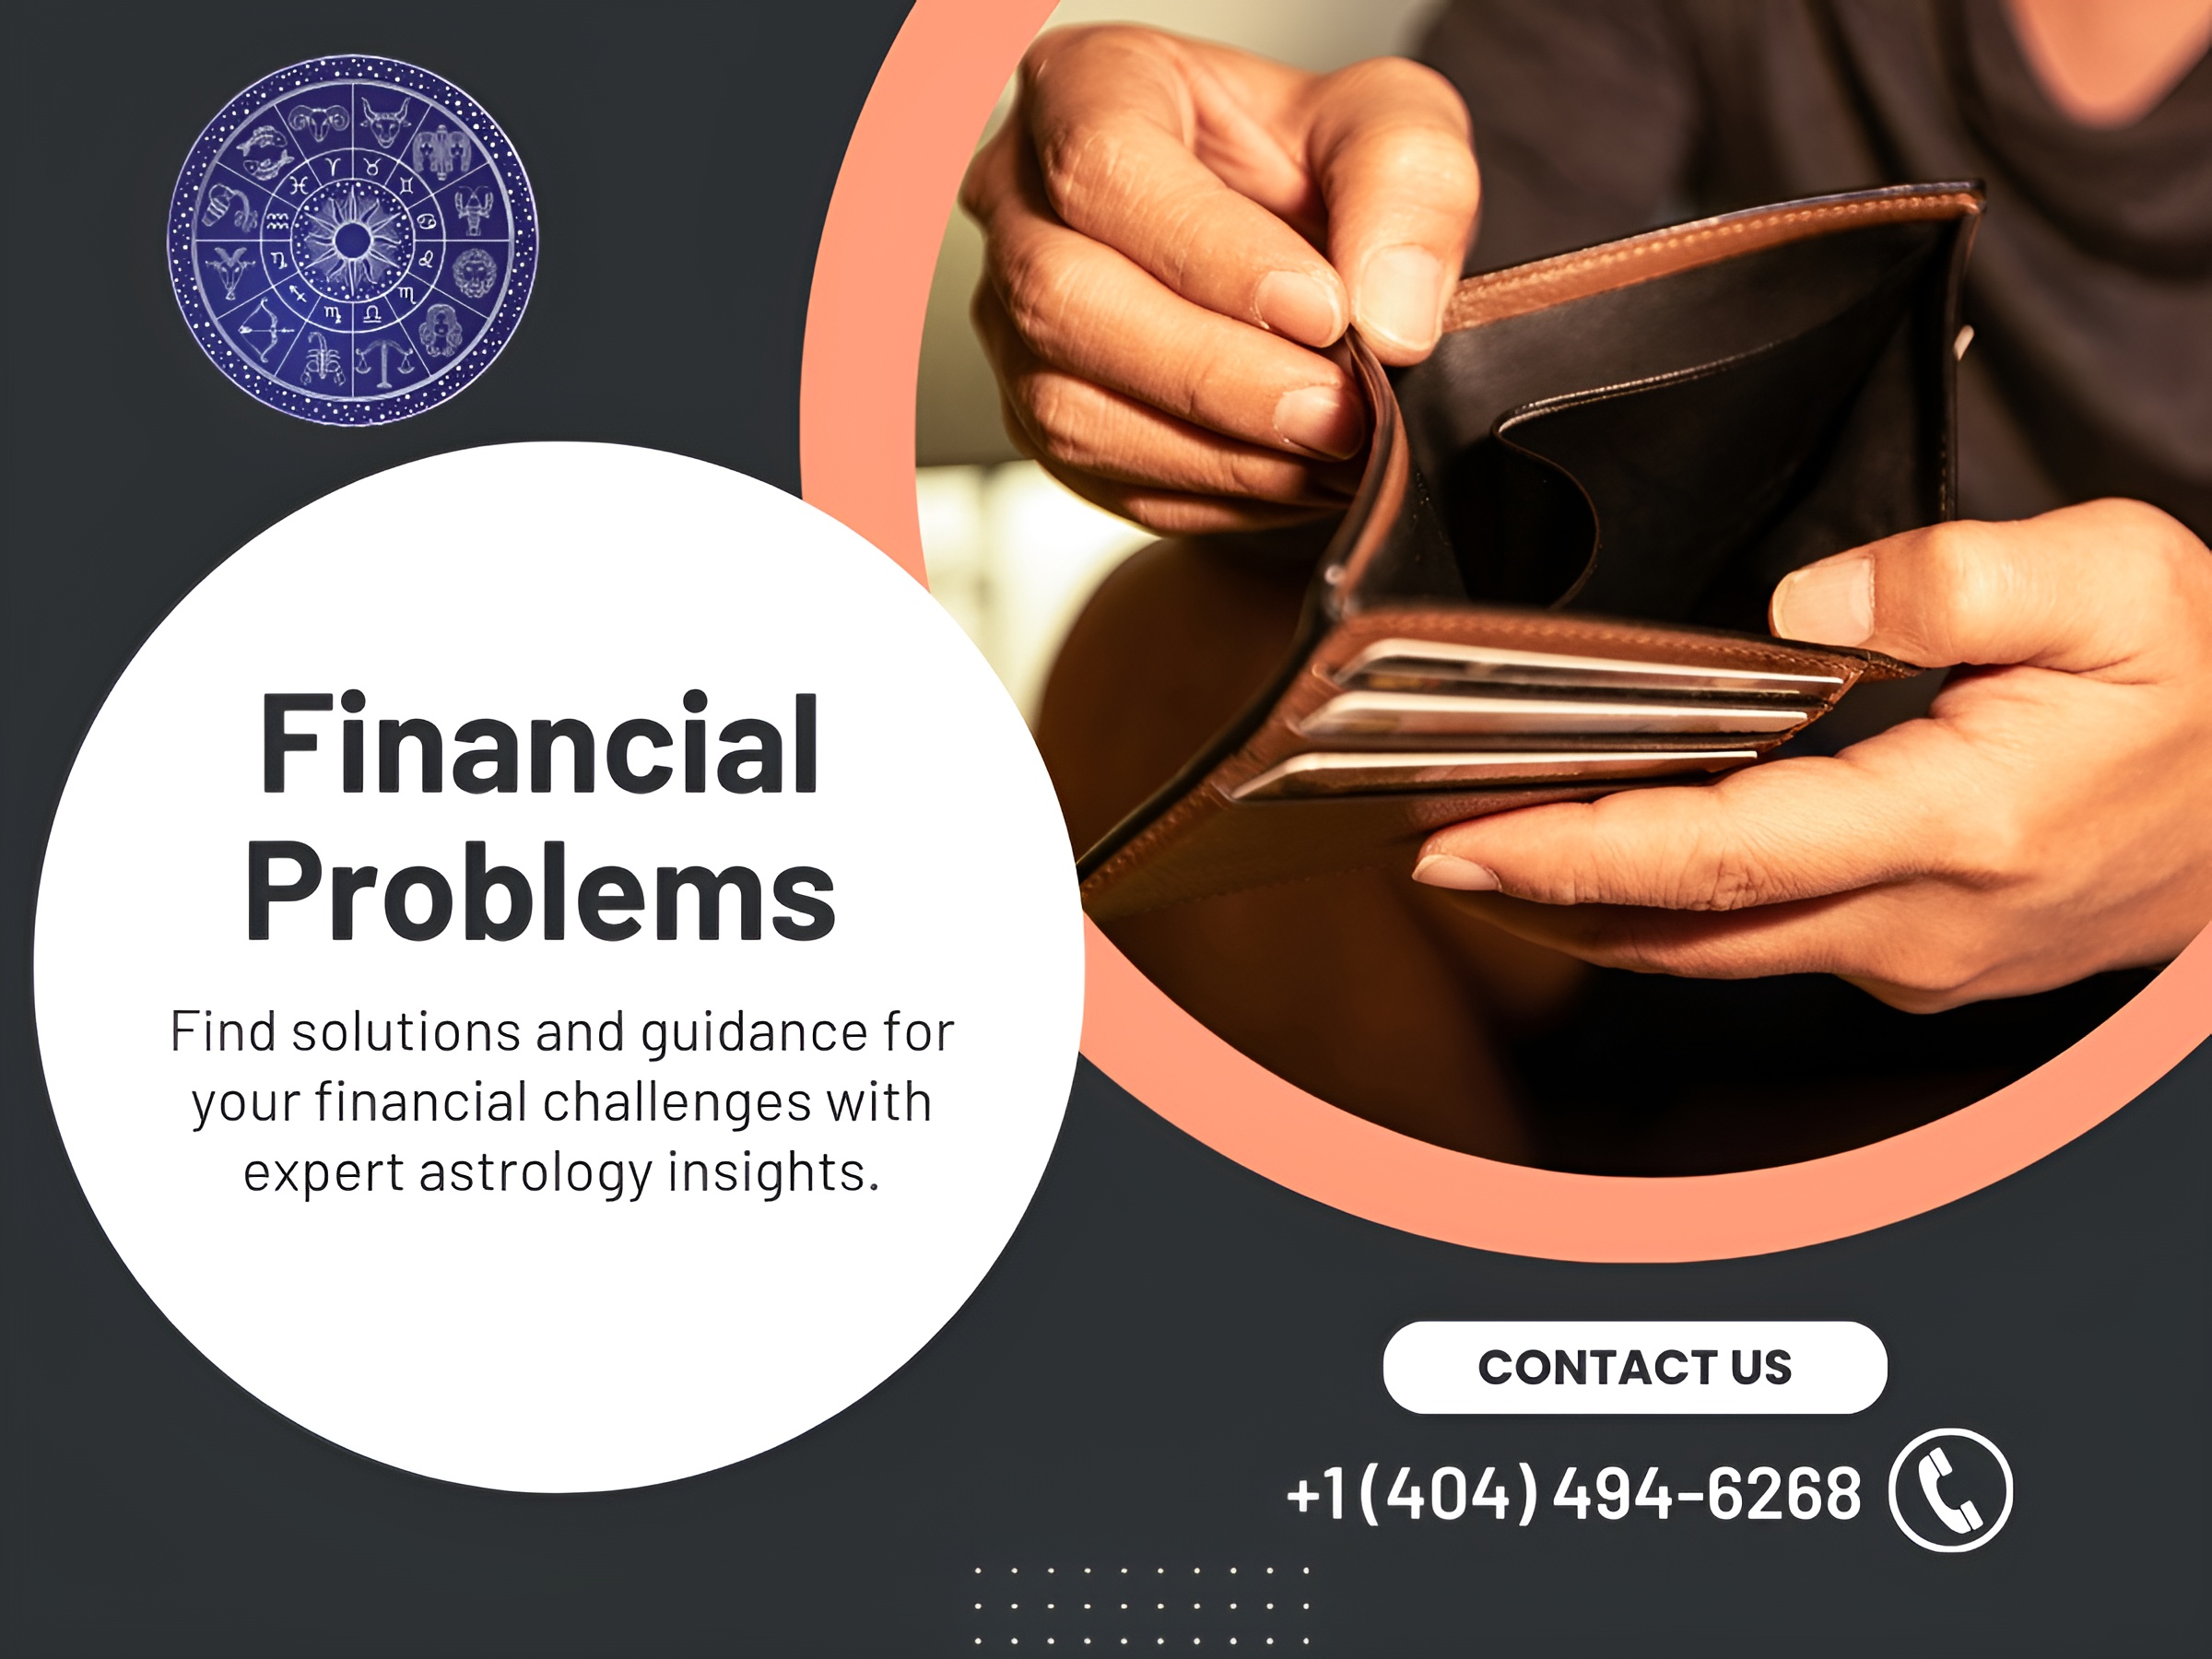 Financial
Problems
Find solutions and guidance for
your financial challenges with
expert astrology insights.
CONTACT US
+1 (404) 494-6268